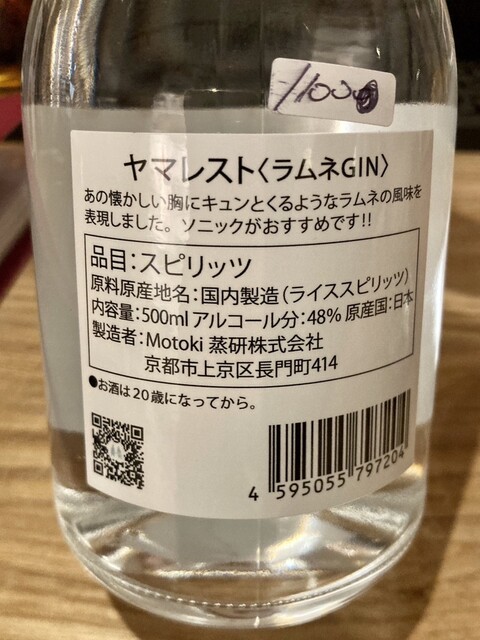 ヤマレスト〈ラムネGIN〉
あの懐かしい胸にキュンとくるようなラムネの風味を
表現しました。ソニックがおすすめです!!
品目:スピリッツ
原料原産地名:国内製造(ライススピリッツ)
内容量:500ml アルコール分:48% 原産国:日本
製造者:Motoki 蒸研株式会社
京都市上京区長門町414
●お酒は20歳になってから。
4 595055 797204